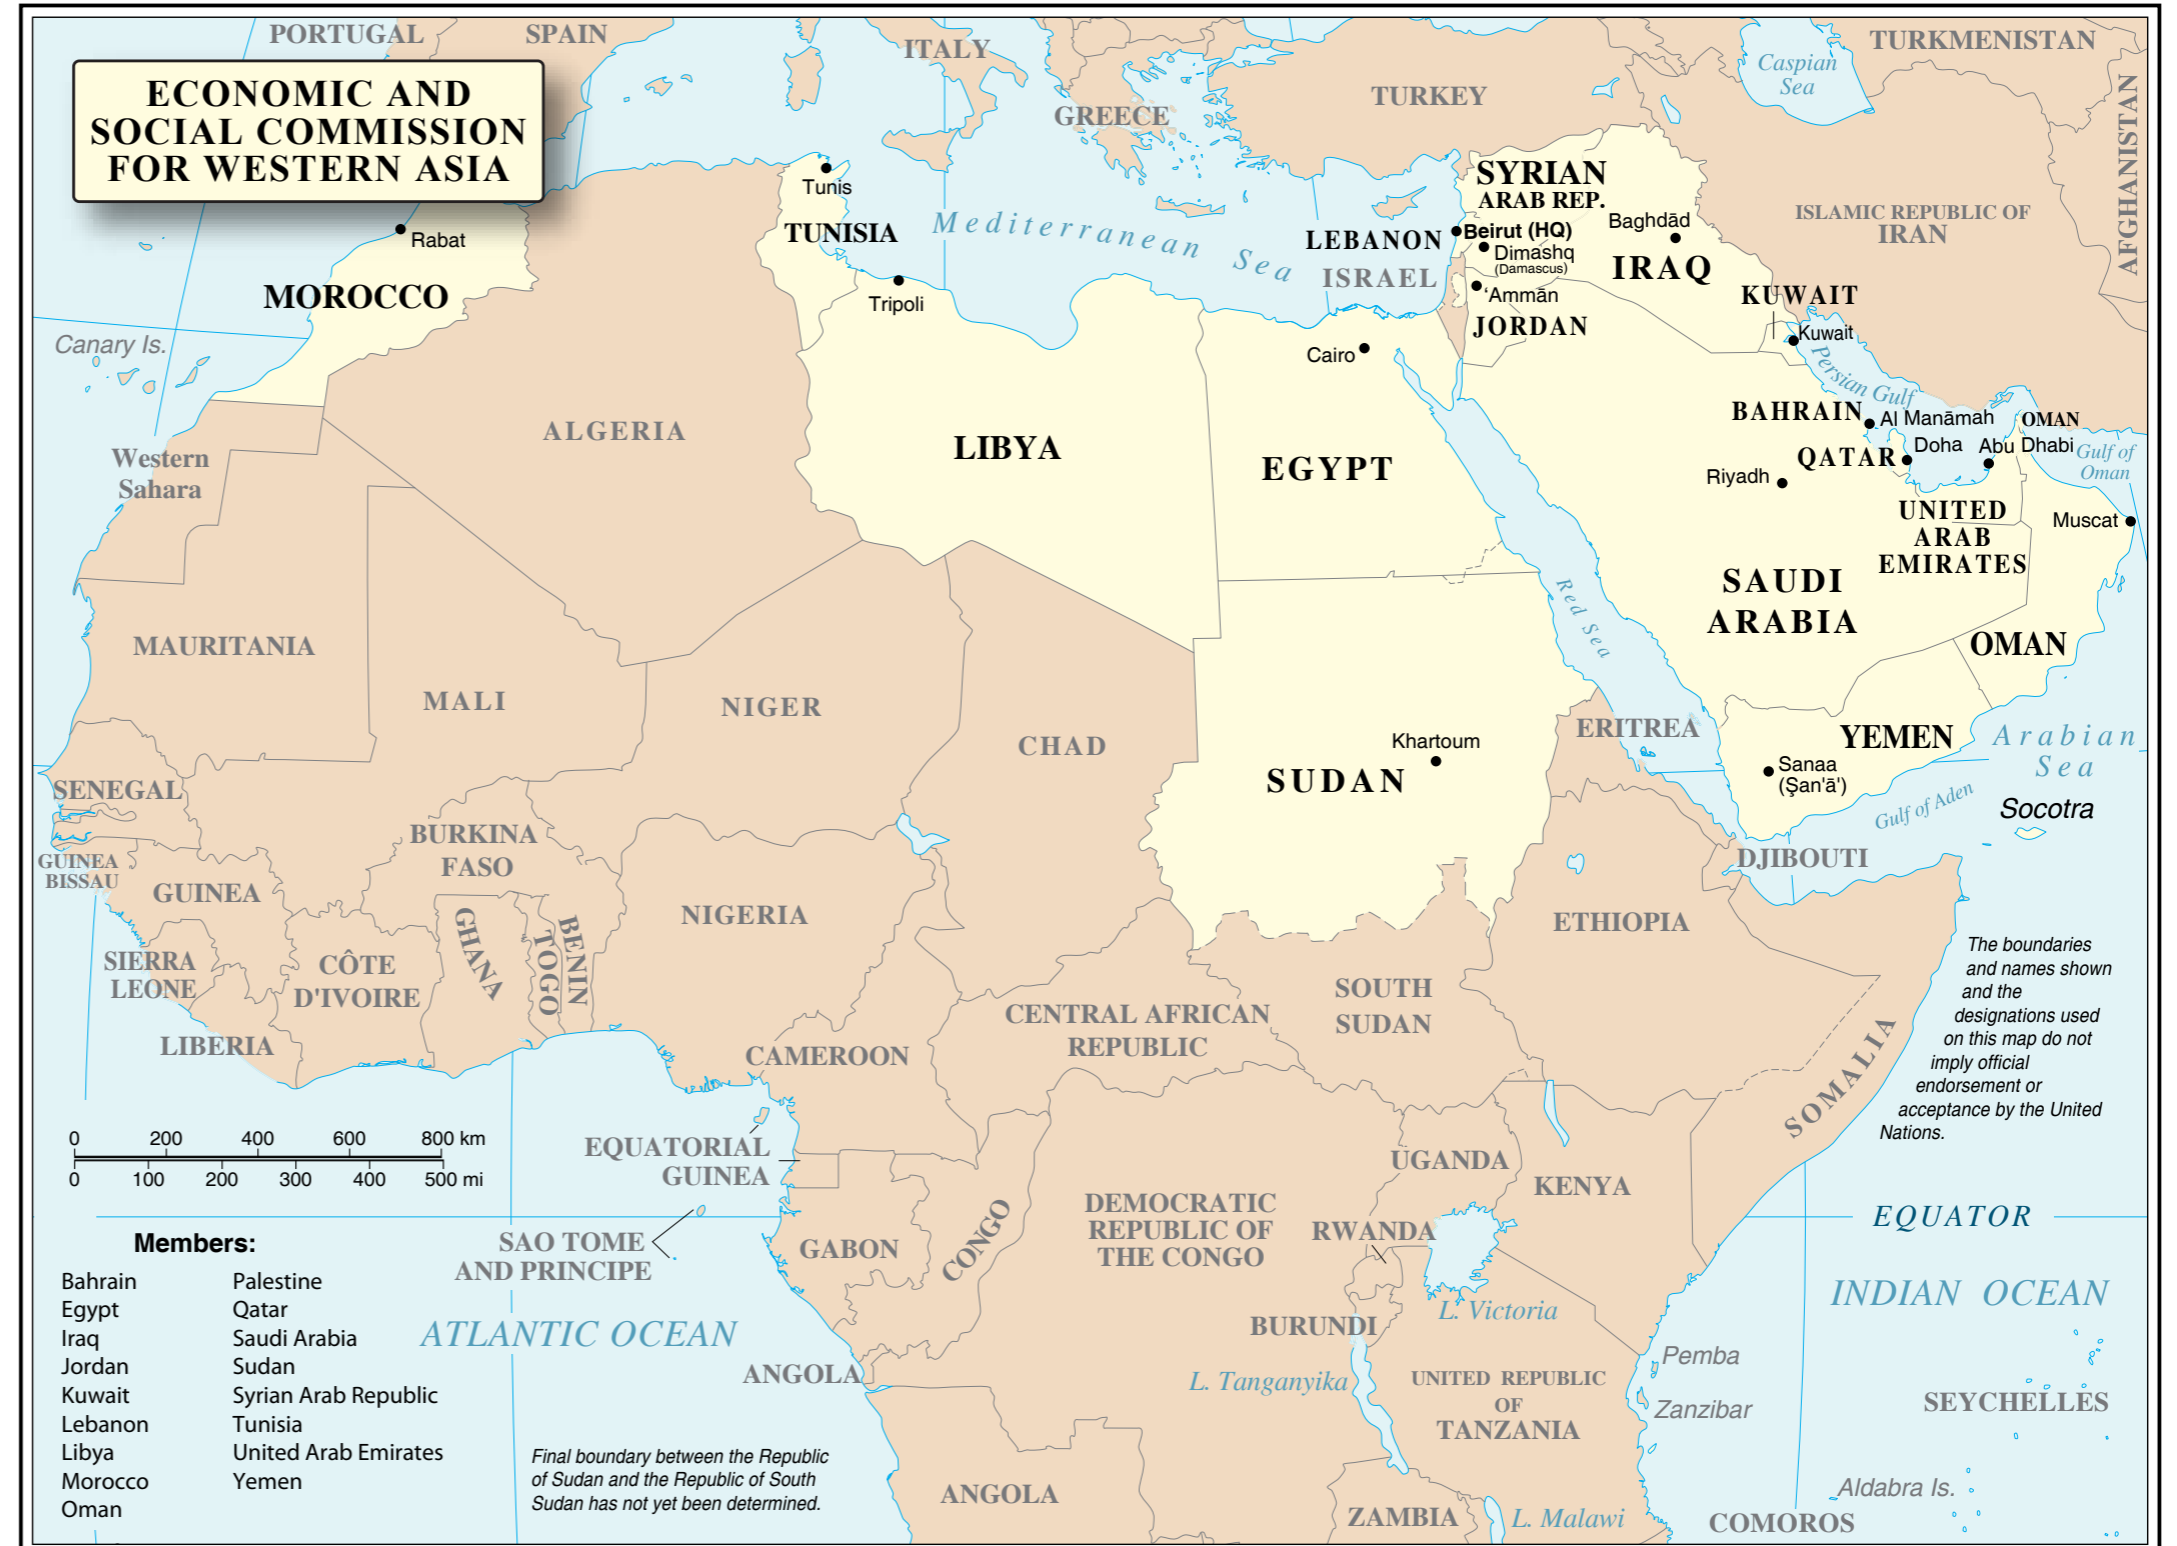 PORTUGAL
SPAIN
ITALY
GREECE
TURKEY
Caspian
Sea
TURKMENISTAN
AFGHANISTAN
ECONOMIC AND
SOCIAL COMMISSION
FOR WESTERN ASIA
Tunis
TUNISIA
Tripoli
Mediterranean Sea
Rabat
MOROCCO
Canary Is.
SYRIAN
ARAB REP.
LEBANON
Beirut (HQ)
Dimashq
(Damascus)
ISRAEL
'Ammān
JORDAN
Baghdād
IRAQ
ISLAMIC REPUBLIC OF
IRAN
KUWAIT
Kuwait
Persian Gulf
Cairo
BAHRAIN
Al Manāmah
OMAN
QATAR
Doha
Abu Dhabi
Gulf of
Oman
Riyadh
UNITED
ARAB
EMIRATES
Muscat
Western
Sahara
ALGERIA
LIBYA
EGYPT
SAUDI
ARABIA
OMAN
Red Sea
MAURITANIA
MALI
NIGER
CHAD
Khartoum
SUDAN
ERITREA
YEMEN
Sanaa
(Şan'ā')
Arabian
Sea
Gulf of Aden
Socotra
SENEGAL
GUINEA
BISSAU
GUINEA
BURKINA
FASO
SIERRA
LEONE
LIBERIA
CÔTE
D'IVOIRE
GHANA
TOGO
BENIN
NIGERIA
CAMEROON
CENTRAL AFRICAN
REPUBLIC
SOUTH
SUDAN
ETHIOPIA
DJIBOUTI
SOMALIA
The boundaries
and names shown
and the
designations used
on this map do not
imply official
endorsement or
acceptance by the United
Nations.
0 200 400 600 800 km
0 100 200 300 400 500 mi
EQUATORIAL
GUINEA
SAO TOME
AND PRINCIPE
GABON
CONGO
DEMOCRATIC
REPUBLIC OF
THE CONGO
UGANDA
KENYA
RWANDA
BURUNDI
L. Victoria
L. Tanganyika
UNITED REPUBLIC
OF
TANZANIA
EQUATOR
INDIAN OCEAN
Pemba
Zanzibar
SEYCHELLES
Aldabra Is.
COMOROS
L. Malawi
ZAMBIA
ANGOLA
ANGOLA
ATLANTIC OCEAN
Members:
Bahrain
Egypt
Iraq
Jordan
Kuwait
Lebanon
Libya
Morocco
Oman
Palestine
Qatar
Saudi Arabia
Sudan
Syrian Arab Republic
Tunisia
United Arab Emirates
Yemen
Final boundary between the Republic
of Sudan and the Republic of South
Sudan has not yet been determined.